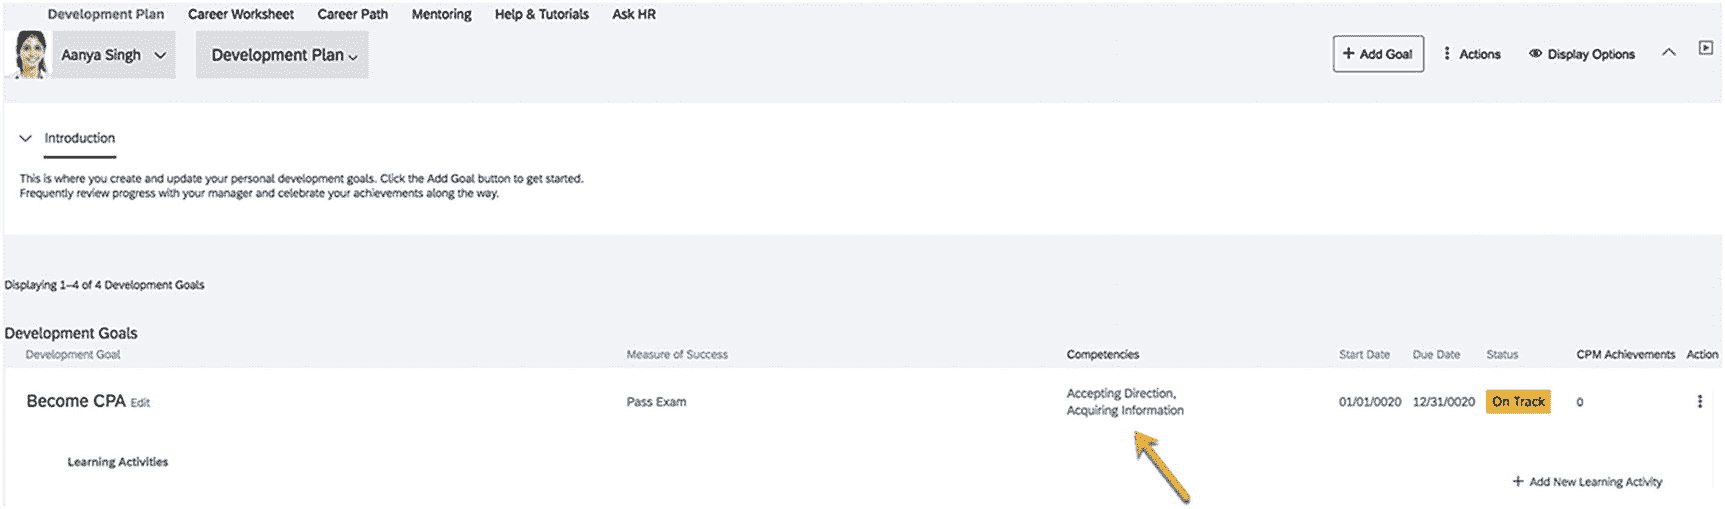 Development Plan Career Worksheet Career Path Mentoring Help & Tutorials Ask HR
Aanya Singh Development Plan + Add Goal Actions Display Options
Introduction
This is where you create and update your personal development goals. Click the Add Goal button to get started.
Frequently review progress with your manager and celebrate your achievements along the way.
Displaying 1–4 of 4 Development Goals
Development Goals
Development Goal Measure of Success Competencies Start Date Due Date Status CPM Achievements Action
Become CPA Edit Pass Exam Accepting Direction, 01/01/0020 12/31/0020 On Track 0
Acquiring Information
Learning Activities
+ Add New Learning Activity